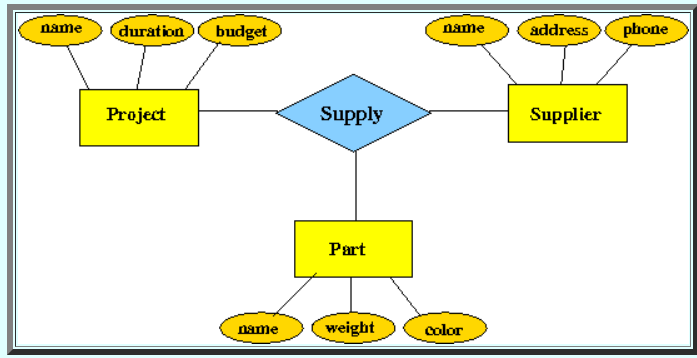 name duration budget
name address phone
Project
Supply
Supplier
Part
name weight color